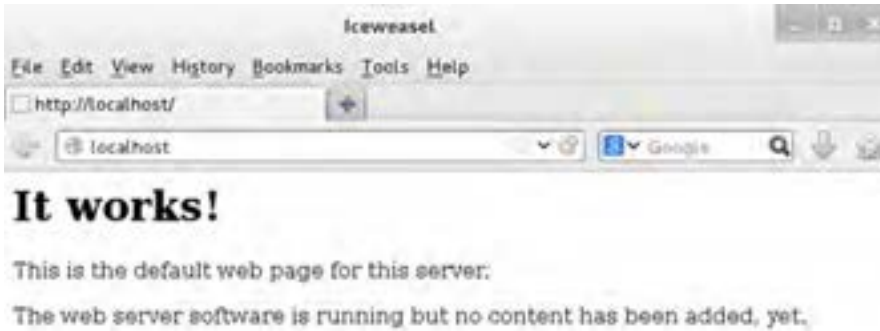 Iceweasel
File Edit View History Bookmarks Tools Help
http://localhost/
localhost
Google
It works!
This is the default web page for this server.
The web server software is running but no content has been added, yet.